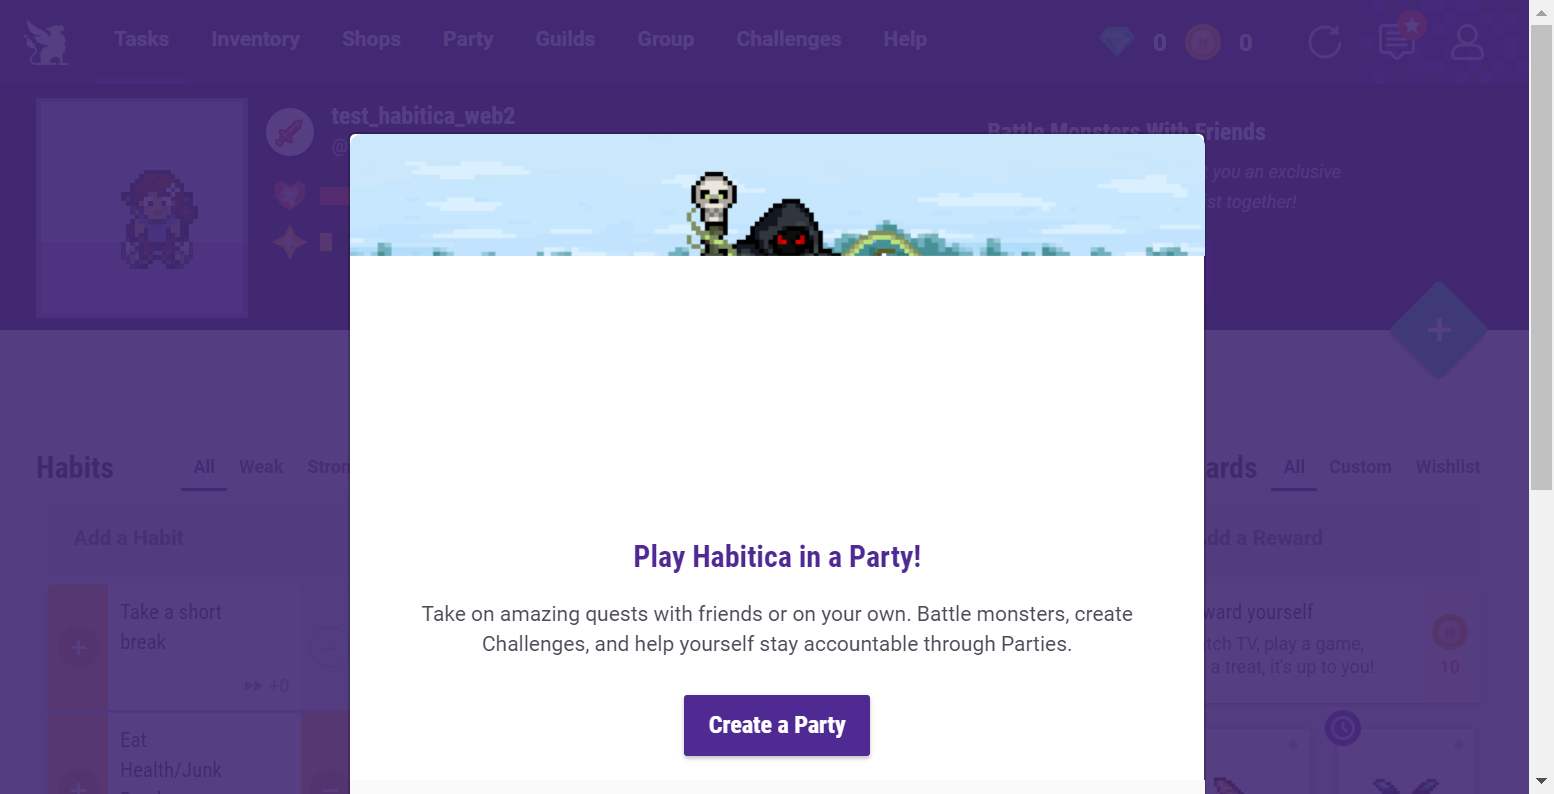 Tasks Inventory Shops Party Guilds Group Challenges Help 0 0
test_habitica_web2
@
Battle Monsters With Friends
you an exclusive
st together!
Habits All Weak Stron
ards All Custom Wishlist
Add a Habit
dd a Reward
Take a short
break
+0
Eat
Health/Junk
ward yourself
tch TV, play a game,
a treat, it's up to you!
10
Play Habitica in a Party!
Take on amazing quests with friends or on your own. Battle monsters, create
Challenges, and help yourself stay accountable through Parties.
Create a Party